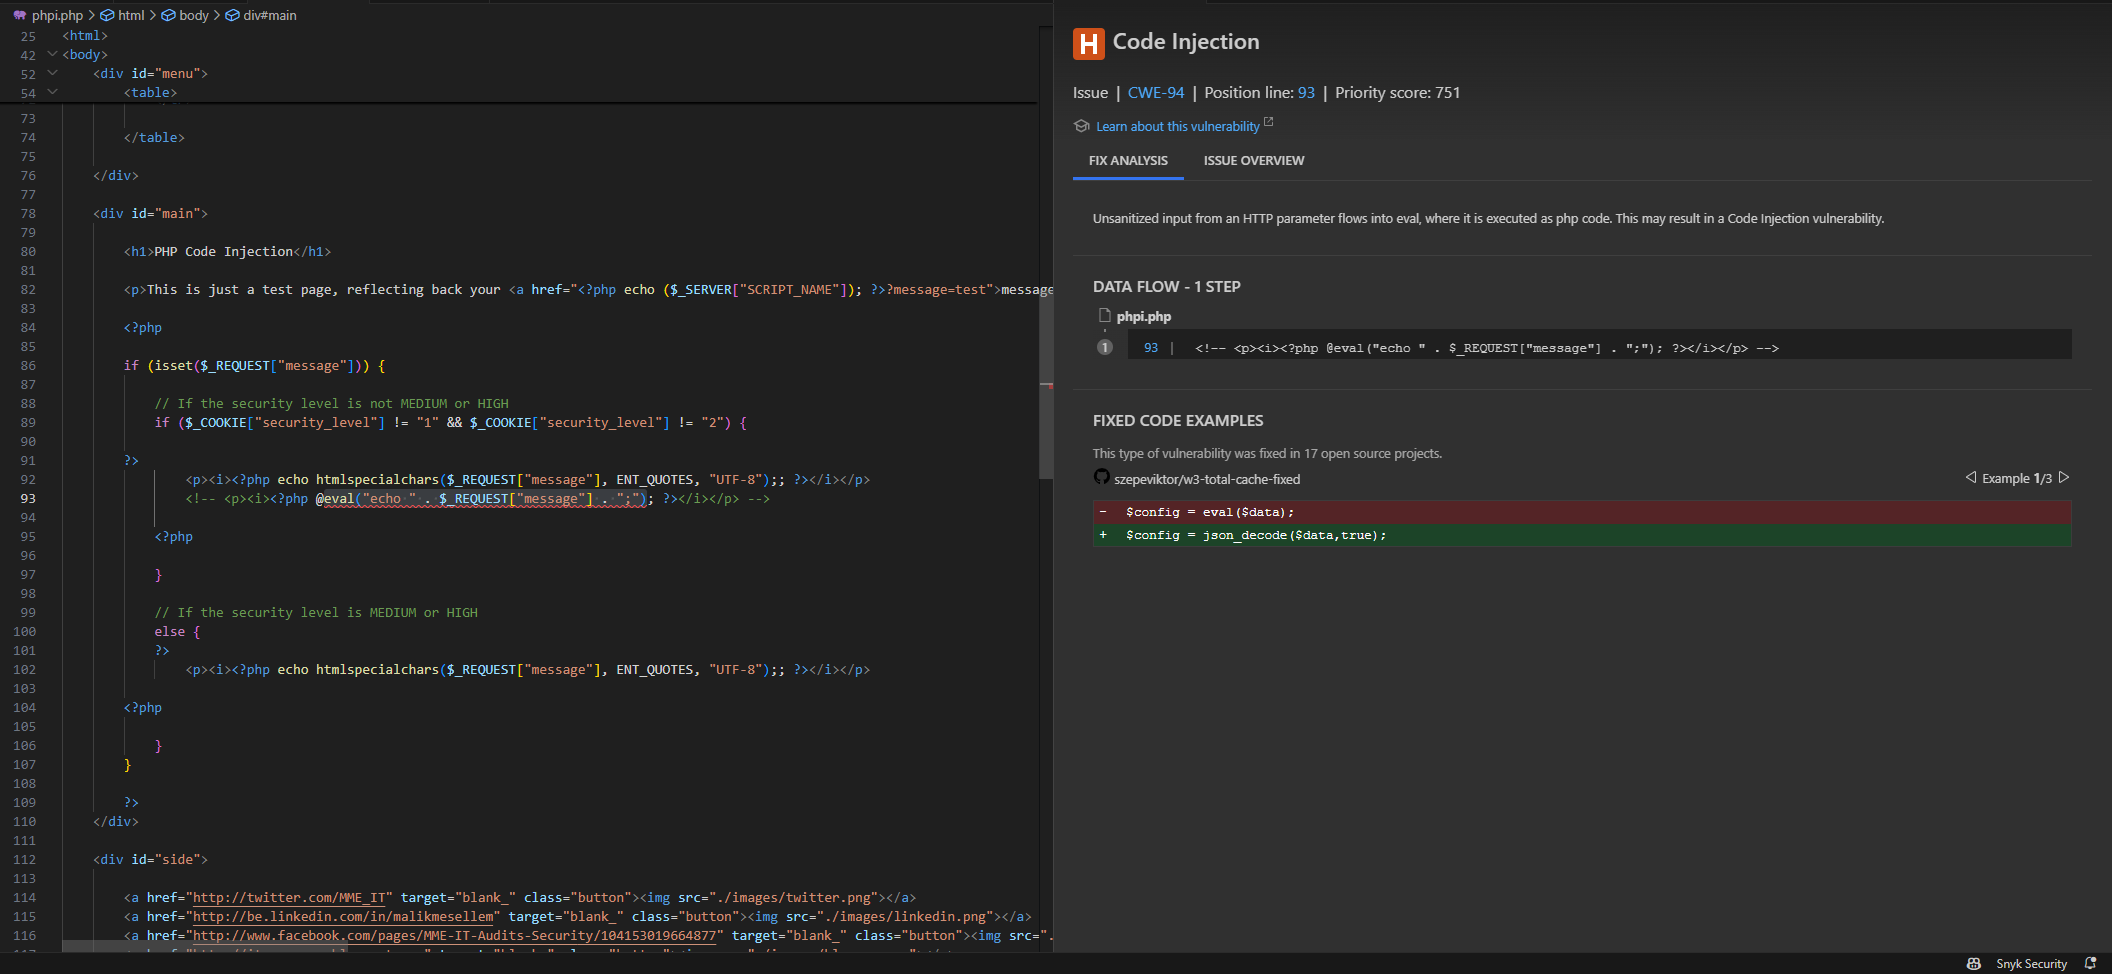 phpi.php > html > body > div#main
25 <html>
42 <body>
52 <div id="menu">
54 <table>
73
74 </table>
75
76 </div>
77
78 <div id="main">
79
80 <h1>PHP Code Injection</h1>
81
82 <p>This is just a test page, reflecting back your <a href="<?php echo ($_SERVER["SCRIPT_NAME"]); ?>?message=test">message
83
84 <?php
85
86 if (isset($_REQUEST["message"])) {
87
88 // If the security level is not MEDIUM or HIGH
89 if ($_COOKIE["security_level"] != "1" && $_COOKIE["security_level"] != "2") {
90
91 ?>
92 <p><i><?php echo htmlspecialchars($_REQUEST["message"], ENT_QUOTES, "UTF-8");; ?></i></p>
93 <!-- <p><i><?php @eval("echo " . $_REQUEST["message"] . ";"); ?></i></p> -->
94
95 <?php
96
97 }
98
99 // If the security level is MEDIUM or HIGH
100 else {
101 ?>
102 <p><i><?php echo htmlspecialchars($_REQUEST["message"], ENT_QUOTES, "UTF-8");; ?></i></p>
103
104 <?php
105
106 }
107 }
108
109 ?>
110 </div>
111
112 <div id="side">
113
114 <a href="http://twitter.com/MME_IT" target="blank_" class="button"><img src="./images/twitter.png"></a>
115 <a href="http://be.linkedin.com/in/malikmesellem" target="blank_" class="button"><img src="./images/linkedin.png"></a>
116 <a href="http://www.facebook.com/pages/MME-IT-Audits-Security/104153019664877" target="blank_" class="button"><img src=".
H Code Injection
Issue | CWE-94 | Position line: 93 | Priority score: 751
Learn about this vulnerability
FIX ANALYSIS ISSUE OVERVIEW
Unsanitized input from an HTTP parameter flows into eval, where it is executed as php code. This may result in a Code Injection vulnerability.
DATA FLOW - 1 STEP
phpi.php
1 93 | <!-- <p><i><?php @eval("echo " . $_REQUEST["message"] . ";"); ?></i></p> -->
FIXED CODE EXAMPLES
This type of vulnerability was fixed in 17 open source projects.
szepeviktor/w3-total-cache-fixed Example 1/3
- $config = eval($data);
+ $config = json_decode($data,true);
Snyk Security